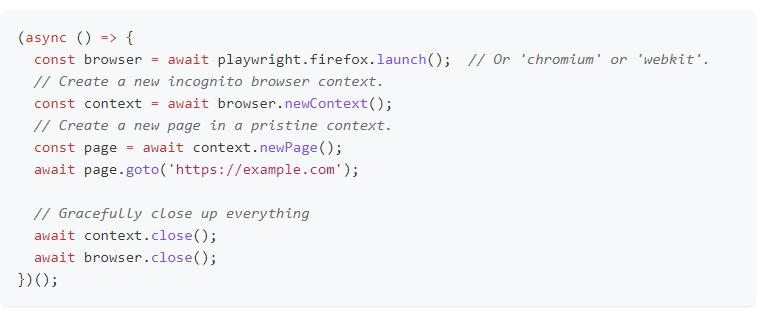 (async () => {
  const browser = await playwright.firefox.launch();  // Or 'chromium' or 'webkit'.
  // Create a new incognito browser context.
  const context = await browser.newContext();
  // Create a new page in a pristine context.
  const page = await context.newPage();
  await page.goto('https://example.com');

  // Gracefully close up everything
  await context.close();
  await browser.close();
})();